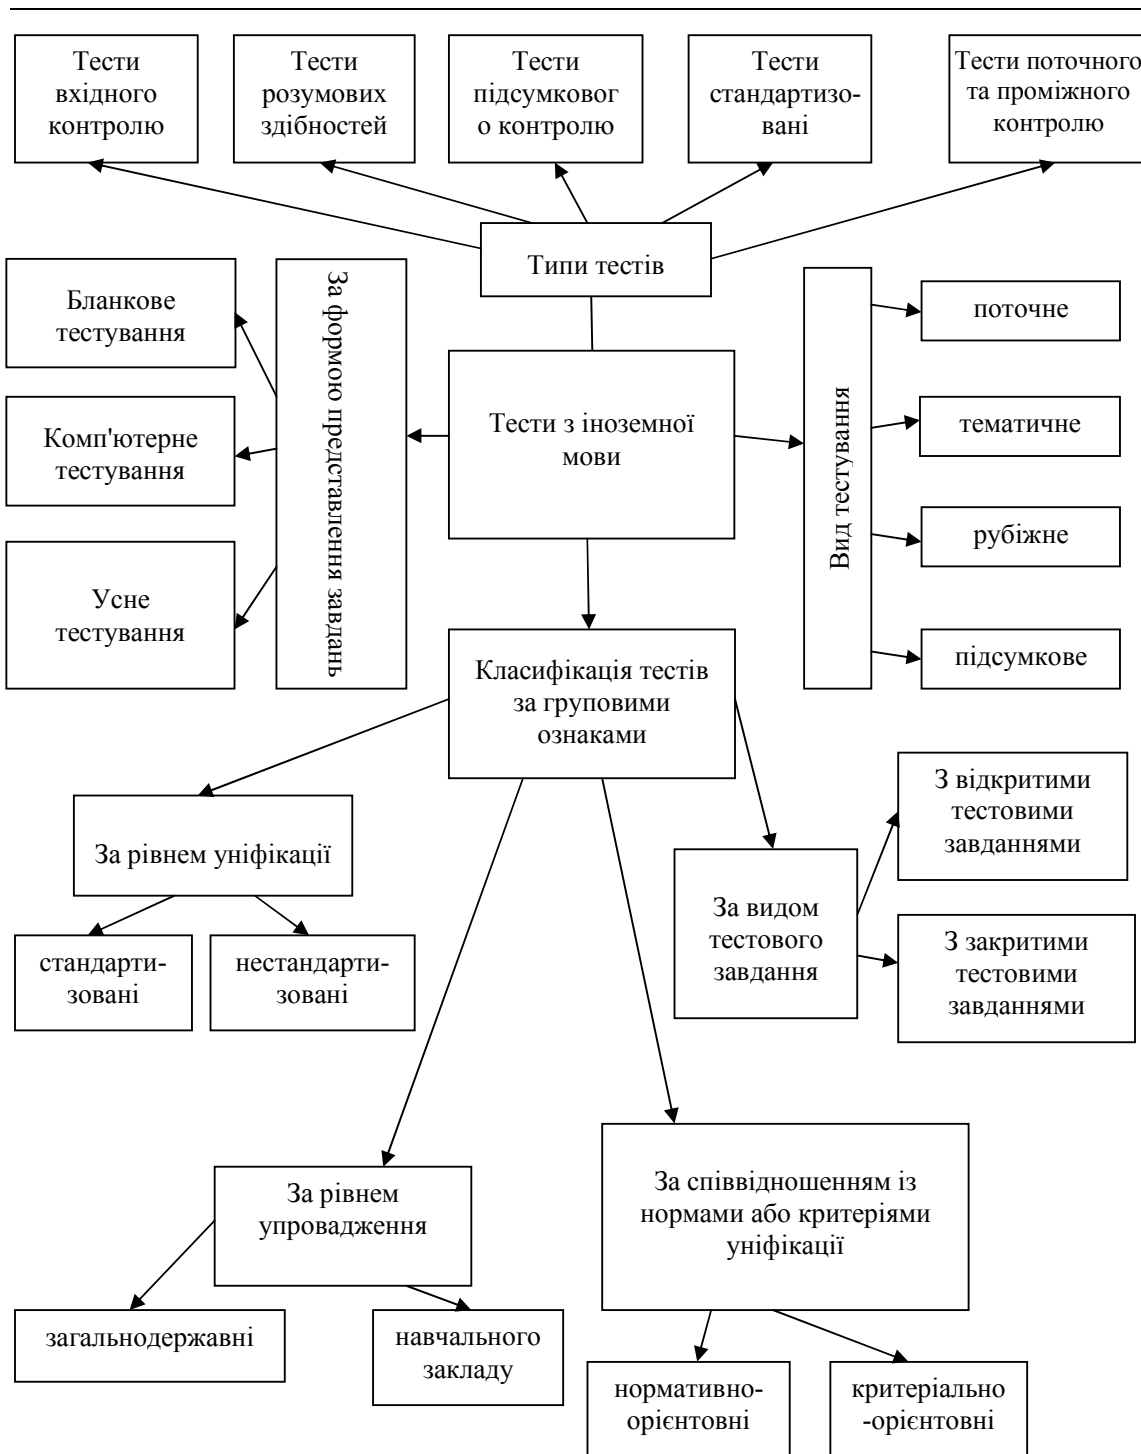 Тести
вхідного
контролю
Тести
розумових
здібностей
Тести
підсумковог
о контролю
Тести
стандартизо-
вані
Тести поточного
та проміжного
контролю
Типи тестів
Бланкове
тестування
Комп'ютерне
тестування
Усне
тестування
За формою представлення завдань
Тести з іноземної
мови
Вид тестування
поточне
тематичне
рубіжне
підсумкове
Класифікація тестів
за груповими
ознаками
За рівнем уніфікації
стандарти-
зовані
нестандарти-
зовані
За видом
тестового
завдання
З відкритими
тестовими
завданнями
З закритими
тестовими
завданнями
За рівнем
упровадження
загальнодержавні
навчального
закладу
За співвідношенням із
нормами або критеріями
уніфікації
нормативно-
орієнтовні
критеріально
-орієнтовні